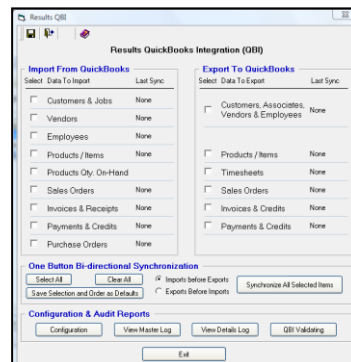 Results QBI
Results QuickBooks Integration (QBI)
Import From QuickBooks
Select Data To Import Last Sync
Customers & Jobs None
Vendors None
Employees None
Products / Items None
Products Qty. On-Hand None
Sales Orders None
Invoices & Receipts None
Payments & Credits None
Purchase Orders None
Export To QuickBooks
Select Data To Export Last Sync
Customers, Associates,
Vendors & Employees None
Products / Items None
Timesheets None
Sales Orders None
Invoices & Credits None
Payments & Credits None
One Button Bi-directional Synchronization
Select All Clear All
Save Selection and Order as Defaults
Imports before Exports
Exports Before Imports
Synchronize All Selected Items
Configuration & Audit Reports
Configuration View Master Log View Details Log QBI Validating
Exit